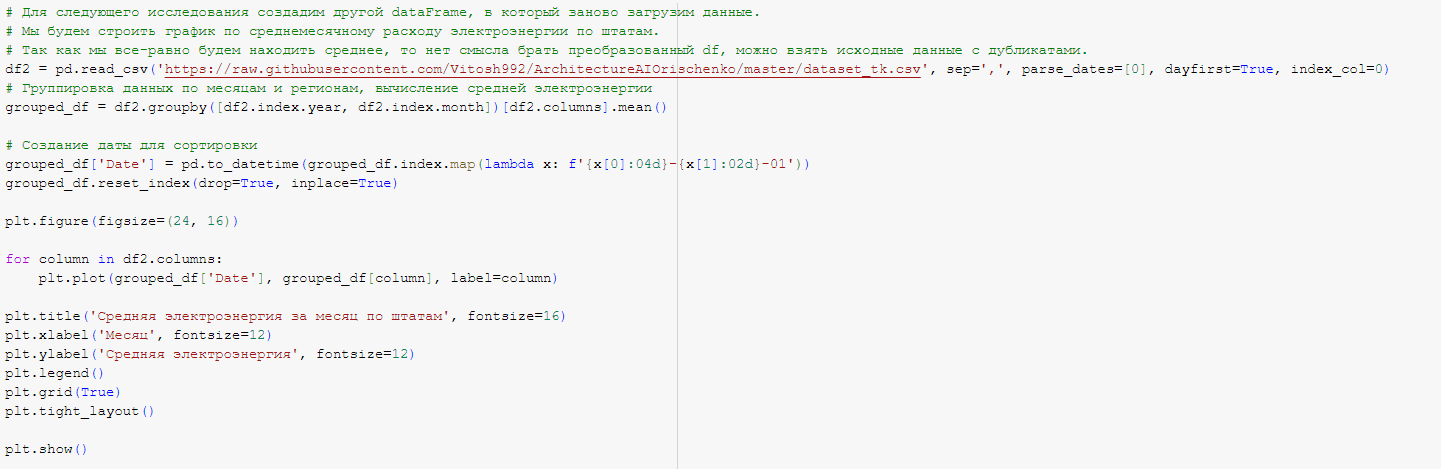 # Для следующего исследования создадим другой dataFrame, в который заново загрузим данные.
# Мы будем строить график по среднемесячному расходу электроэнергии по штатам.
# Так как мы все-равно будем находить среднее, то нет смысла брать преобразованный df, можно взять исходные данные с дубликатами.
df2 = pd.read_csv('https://raw.githubusercontent.com/Vitosh992/ArchitectureAIOrischenko/master/dataset_tk.csv', sep=',', parse_dates=[0], dayfirst=True, index_col=0)
# Группировка данных по месяцам и регионам, вычисление средней электроэнергии
grouped_df = df2.groupby([df2.index.year, df2.index.month])[df2.columns].mean()
# Создание даты для сортировки
grouped_df['Date'] = pd.to_datetime(grouped_df.index.map(lambda x: f'{x[0]:04d}-{x[1]:02d}-01'))
grouped_df.reset_index(drop=True, inplace=True)
plt.figure(figsize=(24, 16))
for column in df2.columns:
    plt.plot(grouped_df['Date'], grouped_df[column], label=column)
plt.title('Средняя электроэнергия за месяц по штатам', fontsize=16)
plt.xlabel('Месяц', fontsize=12)
plt.ylabel('Средняя электроэнергия', fontsize=12)
plt.legend()
plt.grid(True)
plt.tight_layout()
plt.show()